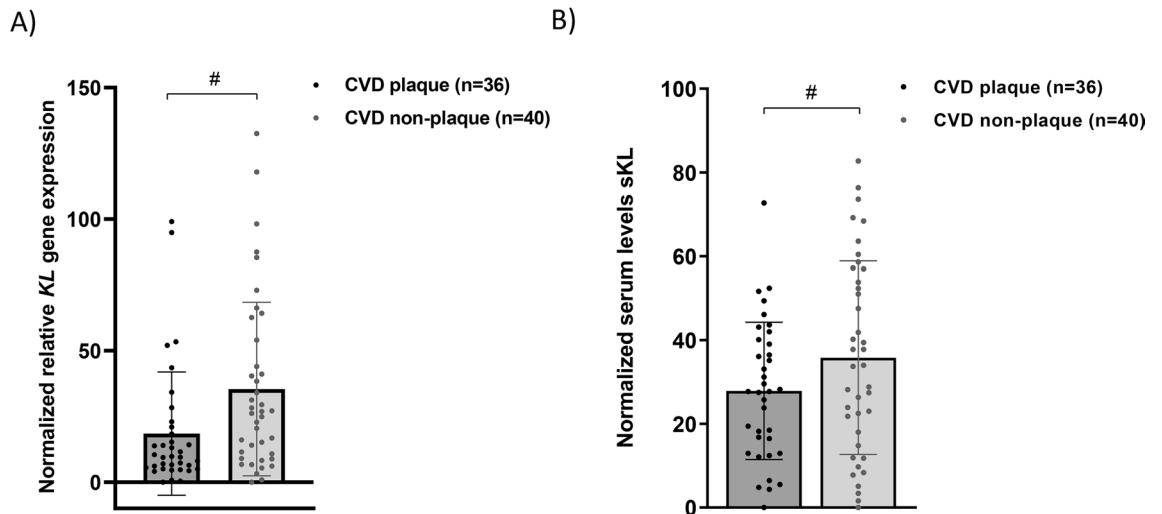 A)
B)
#
150
100
50
0
Normalized relative KL gene expression
CVD plaque (n=36)
CVD non-plaque (n=40)
#
100
80
60
40
20
0
Normalized serum levels sKL
CVD plaque (n=36)
CVD non-plaque (n=40)